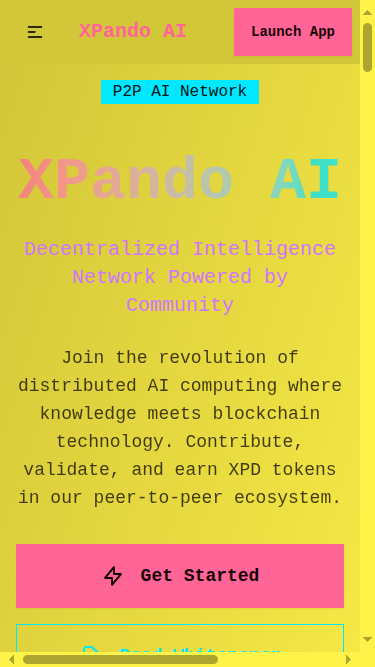 XPando AI
Launch App
P2P AI Network
XPando AI
Decentralized Intelligence
Network Powered by
Community
Join the revolution of
distributed AI computing where
knowledge meets blockchain
technology. Contribute,
validate, and earn XPD tokens
in our peer-to-peer ecosystem.
Get Started
Read Whitepaper